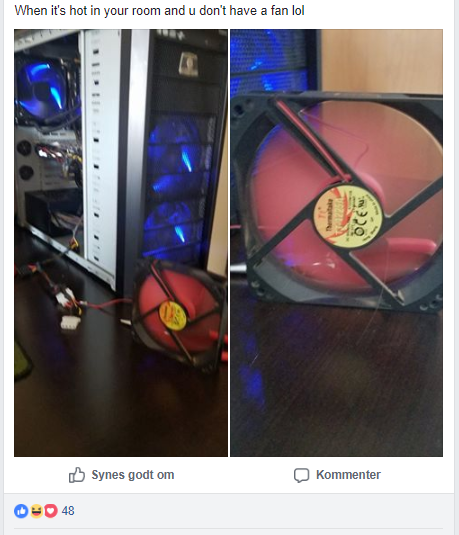 When it's hot in your room and u don't have a fan lol
Thermaltake
Synes godt om
Kommenter
48